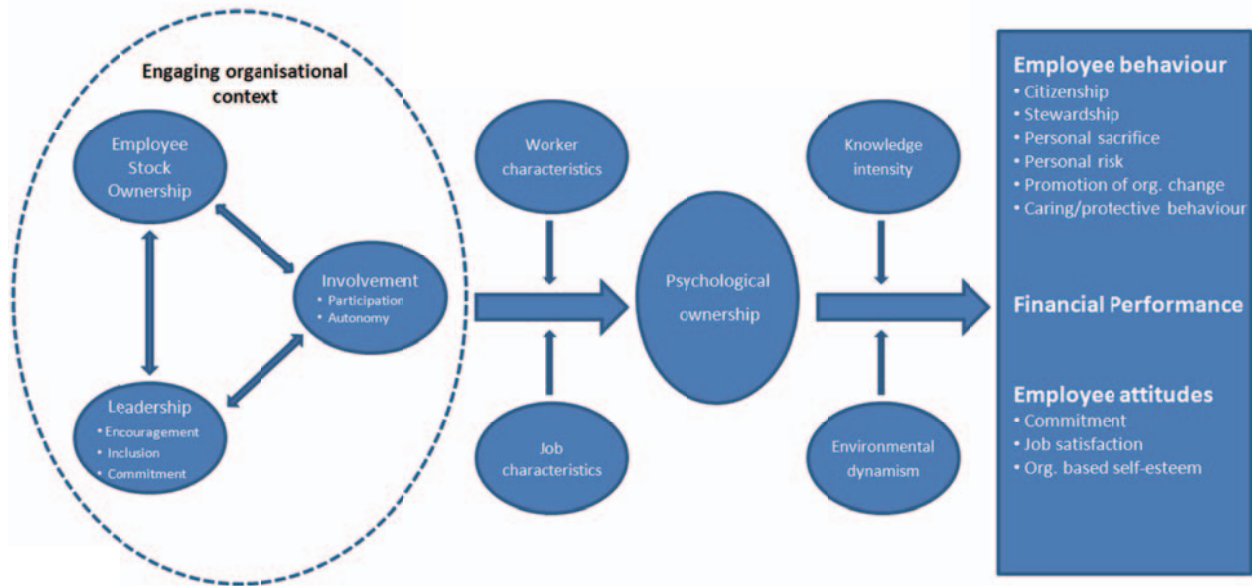 Engaging organisational
context
Employee
Stock
Ownership
Involvement
• Participation
• Autonomy
Leadership
• Encouragement
• Inclusion
• Commitment
Worker
characteristics
Job
characteristics
Psychological
ownership
Knowledge
intensity
Environmental
dynamism
Employee behaviour
• Citizenship
• Stewardship
• Personal sacrifice
• Personal risk
• Promotion of org. change
• Caring/protective behaviour
Financial Performance
Employee attitudes
• Commitment
• Job satisfaction
• Org. based self-esteem